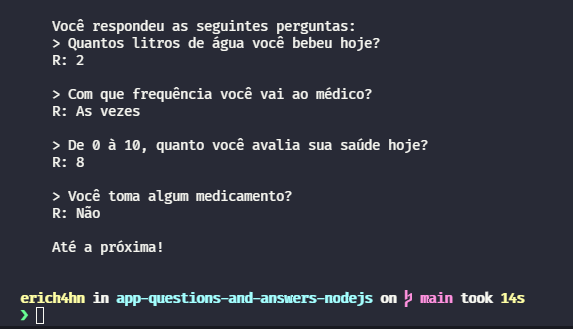 Você respondeu as seguintes perguntas:
> Quantos litros de água você bebeu hoje?
R: 2
> Com que frequência você vai ao médico?
R: As vezes
> De 0 à 10, quanto você avalia sua saúde hoje?
R: 8
> Você toma algum medicamento?
R: Não
Até a próxima!
erich4hn in app-questions-and-answers-nodejs on main took 14s
❯